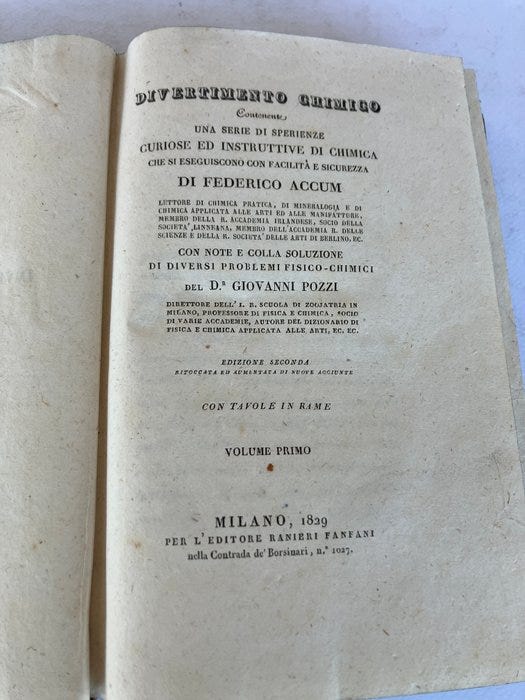 DIVERTIMENTO CHIMICO
Contenente
UNA SERIE DI SPERIENZE
CURIOSE ED INSTRUTTIVE DI CHIMICA
CHE SI ESEGUISCONO CON FACILITÀ E SICUREZZA
DI FEDERICO ACCUM
LETTORE DI CHIMICA PRATICA, DI MINERALOGIA E DI
CHIMICA APPLICATA ALLE ARTI ED ALLE MANIFATTURE,
MEMBRO DELLA R. ACCADEMIA IRLANDESE, SOCIO DELLA
SOCIETA' LINNEANA, MEMBRO DELL'ACCADEMIA R. DELLE
SCIENZE E DELLA R. SOCIETA' DELLE ARTI DI BERLINO, EC.
CON NOTE E COLLA SOLUZIONE
DI DIVERSI PROBLEMI FISICO-CHIMICI
DEL D.R GIOVANNI POZZI
DIRETTORE DELL'I. R. SCUOLA DI ZOOJATRIA IN
MILANO, PROFESSORE DI FISICA E CHIMICA, SOCIO
DI VARIE ACCADEMIE, AUTORE DEL DIZIONARIO DI
FISICA E CHIMICA APPLICATA ALLE ARTI, EC. EC.
EDIZIONE SECONDA
RITOCCATA ED AUMENTATA DI NUOVE AGGIUNTE
CON TAVOLE IN RAME
VOLUME PRIMO
MILANO, 1829
PER L'EDITORE RANIERI FANFANI
nella Contrada de' Borsinari, n.° 1027.